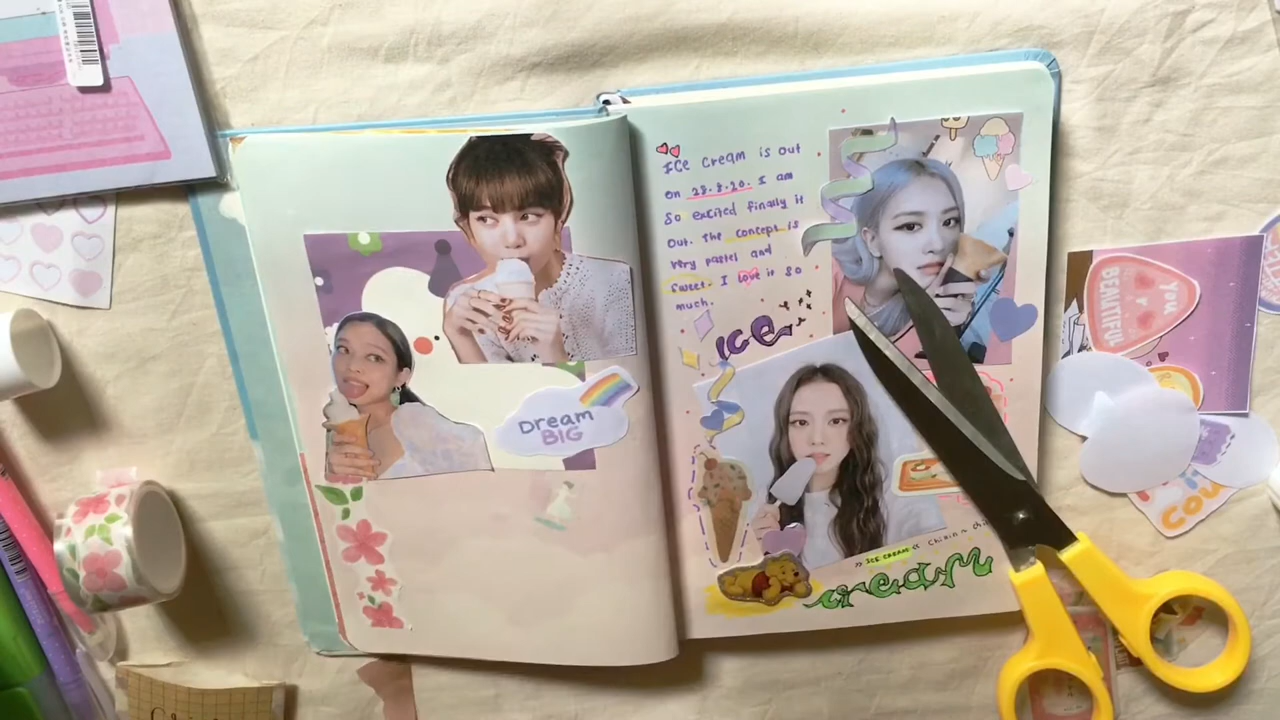 ICE Cream is out
on 28.8.20. I am
So excited finally it
Out. The concept is
very pastel and
sweet. I love it so
much.
ICE
Dream
BIG
>> ICE CREAM << Chillin ~
cream
YOU
BEAUTIFUL